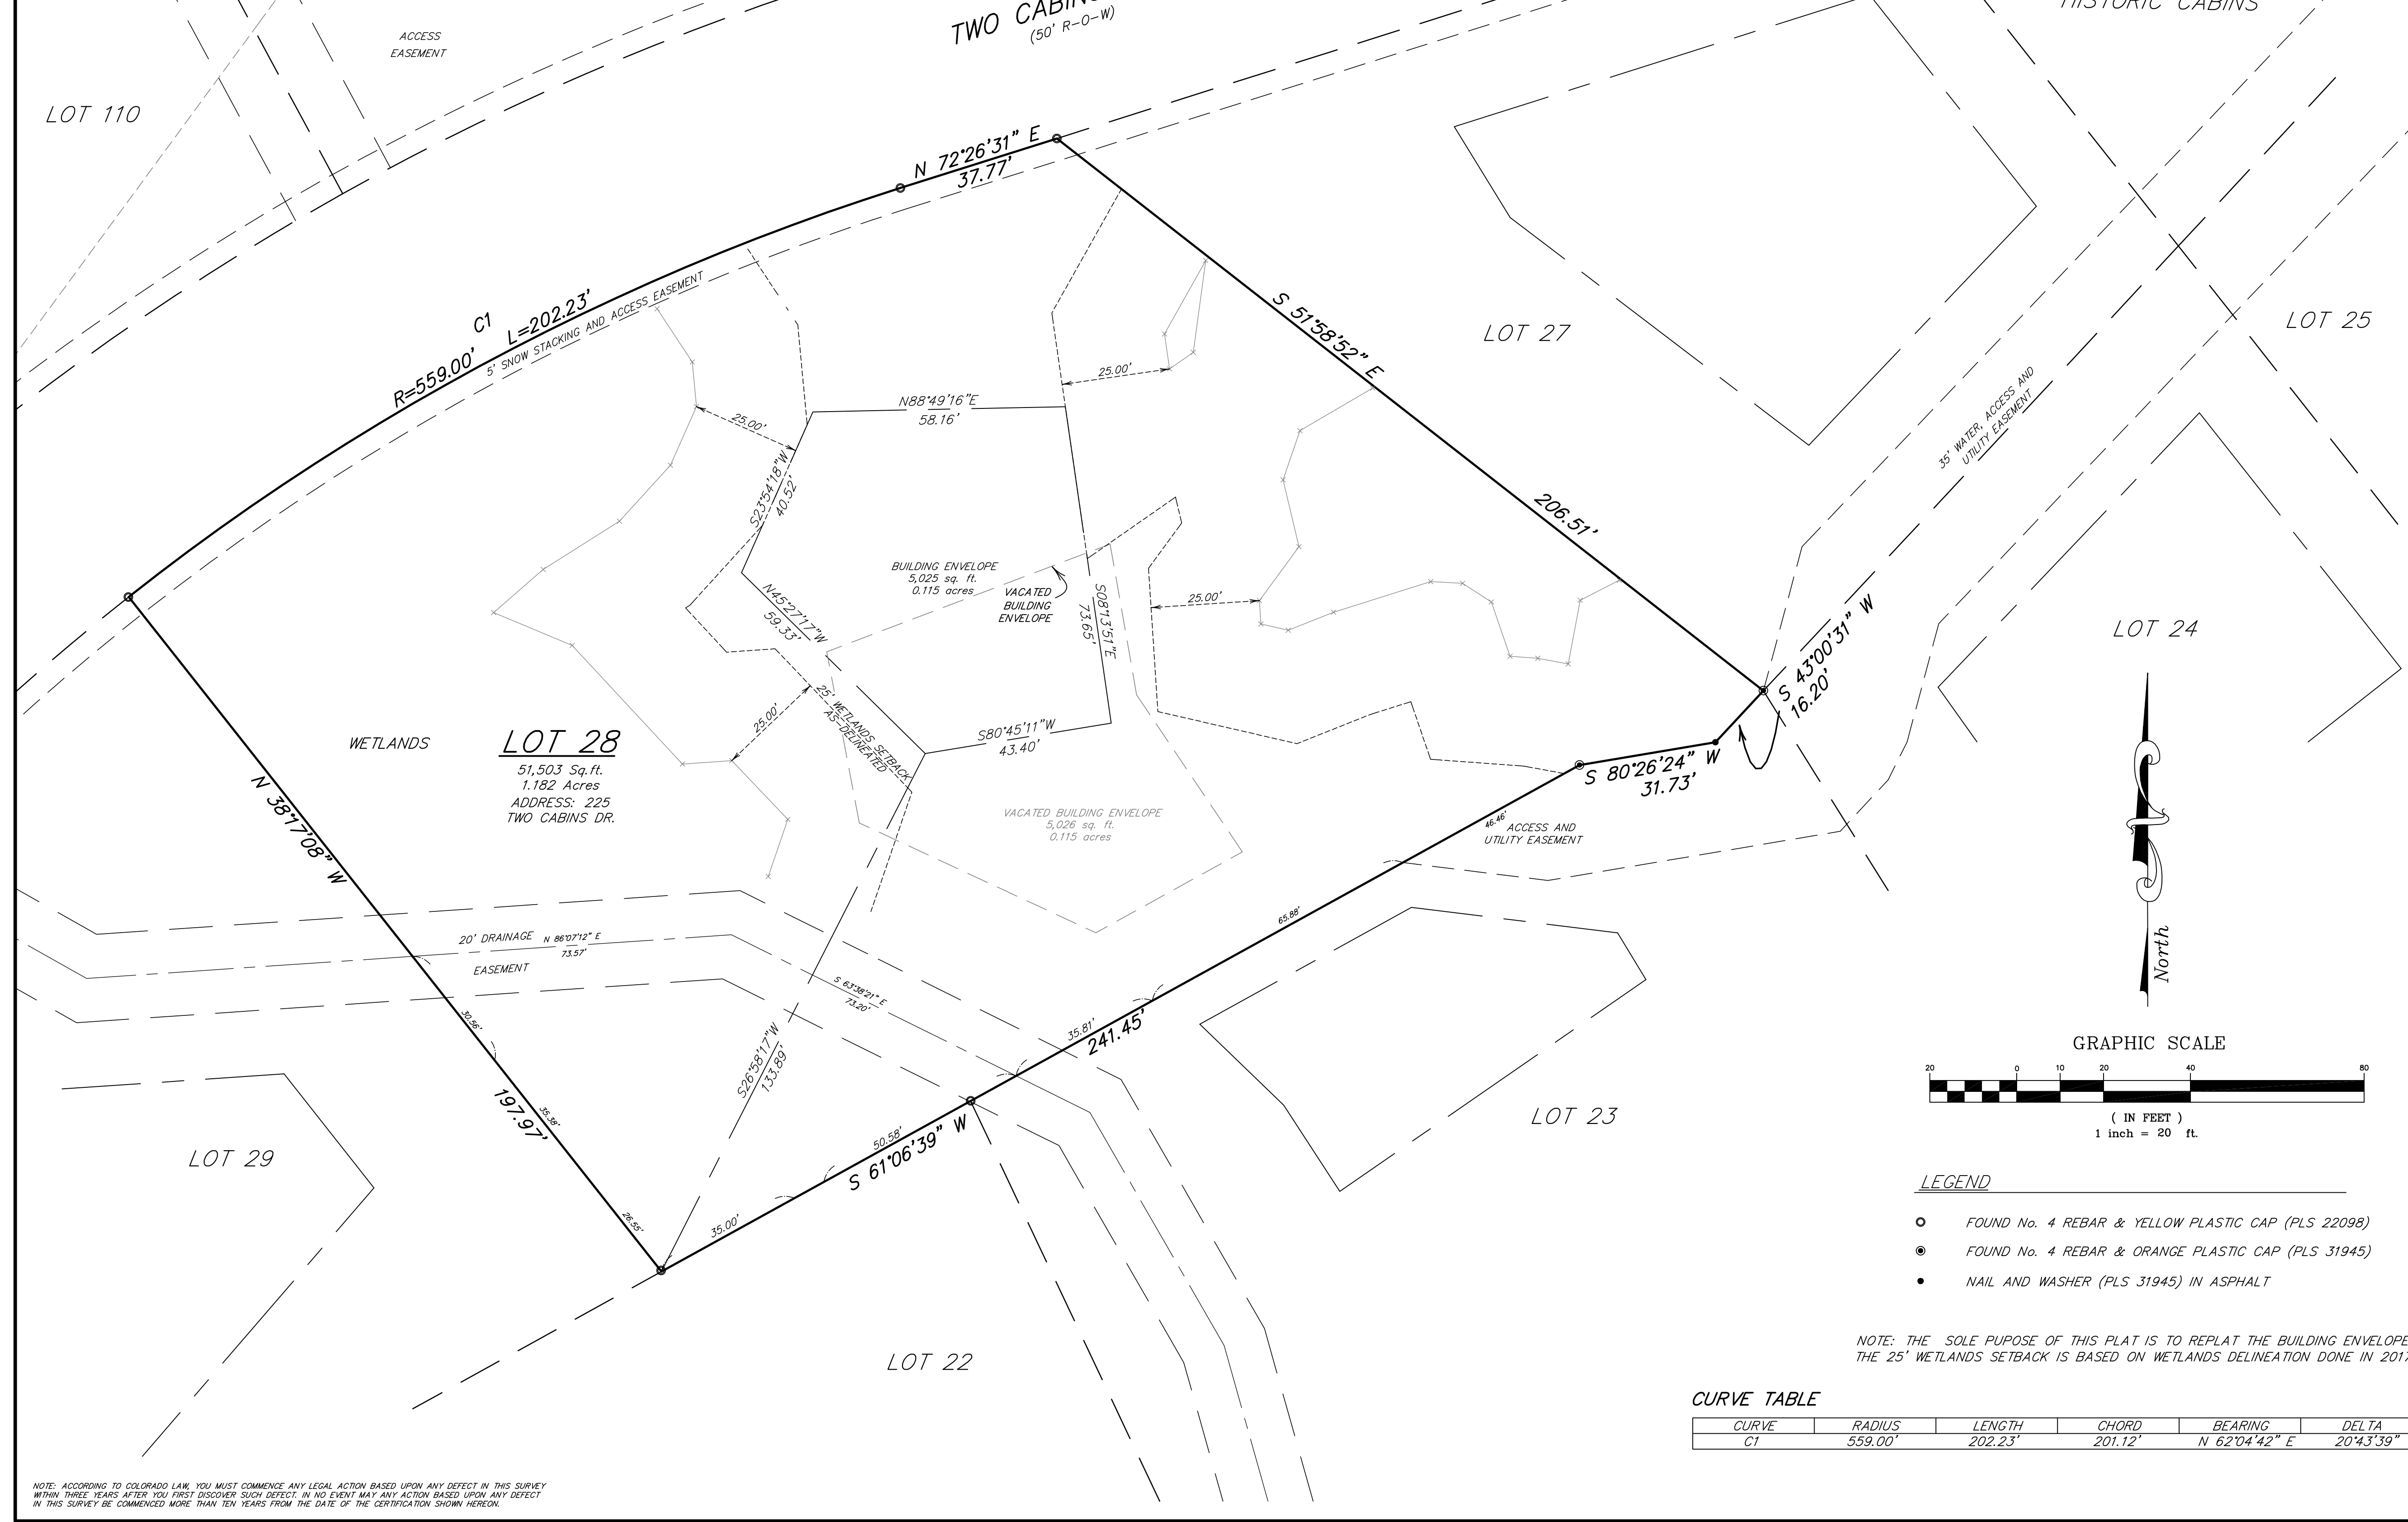 HISTORIC CABINS
TWO CABINS
(50' R-O-W)
ACCESS
EASEMENT
LOT 110
N 72°26'31" E
37.77'
C1
L=202.23'
R=559.00'
5' SNOW STACKING AND ACCESS EASEMENT
S 51°58'52" E
206.51'
LOT 27
LOT 25
35' WATER, ACCESS AND
UTILITY EASEMENT
25.00'
25.00'
N88°49'16"E
58.16'
S23°54'18"W
40.52'
BUILDING ENVELOPE
5,025 sq. ft.
0.115 acres
VACATED
BUILDING
ENVELOPE
N45°27'17"W
59.33'
S08°13'51"E
73.65'
25.00'
S 43°00'31" W
16.20'
LOT 24
25.00'
25' WETLANDS SETBACK
AS-DELINEATED
S80°45'11"W
43.40'
WETLANDS
LOT 28
51,503 Sq.ft.
1.182 Acres
ADDRESS: 225
TWO CABINS DR.
S 80°26'24" W
31.73'
N 38°17'08" W
197.97'
VACATED BUILDING ENVELOPE
5,026 sq. ft.
0.115 acres
46.46'
ACCESS AND
UTILITY EASEMENT
65.88'
20' DRAINAGE
EASEMENT
N 86°07'12" E
73.57'
S 63°38'21" E
73.20'
30.56'
35.38'
26.55'
S26°58'17"W
133.89'
35.81'
241.45'
50.58'
S 61°06'39" W
35.00'
LOT 29
LOT 23
LOT 22
North
GRAPHIC SCALE
20 0 10 20 40 80
( IN FEET )
1 inch = 20 ft.
LEGEND
FOUND No. 4 REBAR & YELLOW PLASTIC CAP (PLS 22098)
FOUND No. 4 REBAR & ORANGE PLASTIC CAP (PLS 31945)
NAIL AND WASHER (PLS 31945) IN ASPHALT
NOTE: THE SOLE PUPOSE OF THIS PLAT IS TO REPLAT THE BUILDING ENVELOPE
THE 25' WETLANDS SETBACK IS BASED ON WETLANDS DELINEATION DONE IN 2017
CURVE TABLE
CURVE RADIUS LENGTH CHORD BEARING DELTA
C1 559.00' 202.23' 201.12' N 62°04'42" E 20°43'39"
NOTE: ACCORDING TO COLORADO LAW, YOU MUST COMMENCE ANY LEGAL ACTION BASED UPON ANY DEFECT IN THIS SURVEY
WITHIN THREE YEARS AFTER YOU FIRST DISCOVER SUCH DEFECT. IN NO EVENT MAY ANY ACTION BASED UPON ANY DEFECT
IN THIS SURVEY BE COMMENCED MORE THAN TEN YEARS FROM THE DATE OF THE CERTIFICATION SHOWN HEREON.